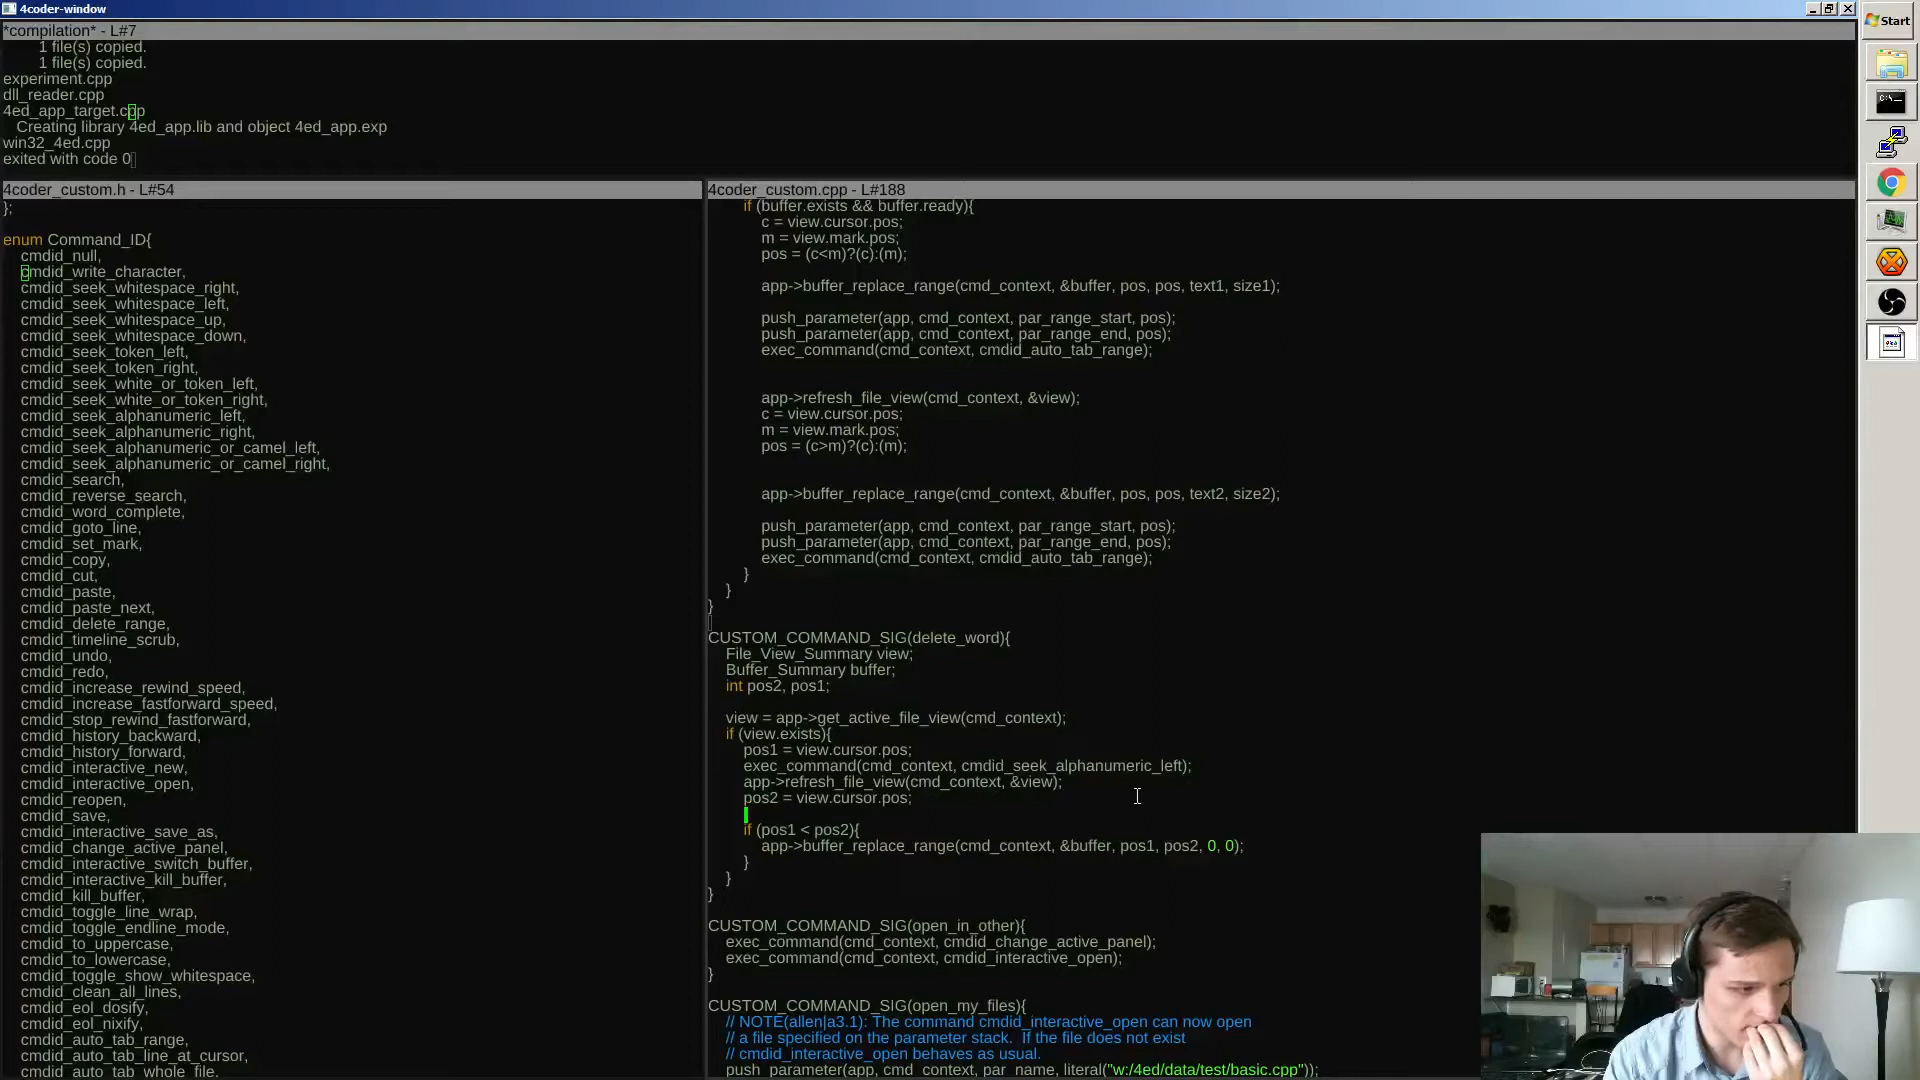 4coder-window
*compilation* - L#7
1 file(s) copied.
1 file(s) copied.
experiment.cpp
dll_reader.cpp
4ed_app_target.cpp
Creating library 4ed_app.lib and object 4ed_app.exp
win32_4ed.cpp
exited with code 0
4coder_custom.h - L#54
};
enum Command_ID{
cmdid_null,
cmdid_write_character,
cmdid_seek_whitespace_right,
cmdid_seek_whitespace_left,
cmdid_seek_whitespace_up,
cmdid_seek_whitespace_down,
cmdid_seek_token_left,
cmdid_seek_token_right,
cmdid_seek_white_or_token_left,
cmdid_seek_white_or_token_right,
cmdid_seek_alphanumeric_left,
cmdid_seek_alphanumeric_right,
cmdid_seek_alphanumeric_or_camel_left,
cmdid_seek_alphanumeric_or_camel_right,
cmdid_search,
cmdid_reverse_search,
cmdid_word_complete,
cmdid_goto_line,
cmdid_set_mark,
cmdid_copy,
cmdid_cut,
cmdid_paste,
cmdid_paste_next,
cmdid_delete_range,
cmdid_timeline_scrub,
cmdid_undo,
cmdid_redo,
cmdid_increase_rewind_speed,
cmdid_increase_fastforward_speed,
cmdid_stop_rewind_fastforward,
cmdid_history_backward,
cmdid_history_forward,
cmdid_interactive_new,
cmdid_interactive_open,
cmdid_reopen,
cmdid_save,
cmdid_interactive_save_as,
cmdid_change_active_panel,
cmdid_interactive_switch_buffer,
cmdid_interactive_kill_buffer,
cmdid_kill_buffer,
cmdid_toggle_line_wrap,
cmdid_toggle_endline_mode,
cmdid_to_uppercase,
cmdid_to_lowercase,
cmdid_toggle_show_whitespace,
cmdid_clean_all_lines,
cmdid_eol_dosify,
cmdid_eol_nixify,
cmdid_auto_tab_range,
cmdid_auto_tab_line_at_cursor,
cmdid_auto_tab_whole_file,
4coder_custom.cpp - L#188
if (buffer.exists && buffer.ready){
c = view.cursor.pos;
m = view.mark.pos;
pos = (c<m)?(c):(m);
app->buffer_replace_range(cmd_context, &buffer, pos, pos, text1, size1);
push_parameter(app, cmd_context, par_range_start, pos);
push_parameter(app, cmd_context, par_range_end, pos);
exec_command(cmd_context, cmdid_auto_tab_range);
app->refresh_file_view(cmd_context, &view);
c = view.cursor.pos;
m = view.mark.pos;
pos = (c>m)?(c):(m);
app->buffer_replace_range(cmd_context, &buffer, pos, pos, text2, size2);
push_parameter(app, cmd_context, par_range_start, pos);
push_parameter(app, cmd_context, par_range_end, pos);
exec_command(cmd_context, cmdid_auto_tab_range);
}
}
}
CUSTOM_COMMAND_SIG(delete_word){
File_View_Summary view;
Buffer_Summary buffer;
int pos2, pos1;
view = app->get_active_file_view(cmd_context);
if (view.exists){
pos1 = view.cursor.pos;
exec_command(cmd_context, cmdid_seek_alphanumeric_left);
app->refresh_file_view(cmd_context, &view);
pos2 = view.cursor.pos;
if (pos1 < pos2){
app->buffer_replace_range(cmd_context, &buffer, pos1, pos2, 0, 0);
}
}
}
CUSTOM_COMMAND_SIG(open_in_other){
exec_command(cmd_context, cmdid_change_active_panel);
exec_command(cmd_context, cmdid_interactive_open);
}
CUSTOM_COMMAND_SIG(open_my_files){
// NOTE(allen|a3.1): The command cmdid_interactive_open can now open
// a file specified on the parameter stack.  If the file does not exist
// cmdid_interactive_open behaves as usual.
push_parameter(app, cmd_context, par_name, literal("w:/4ed/data/test/basic.cpp"));
Start